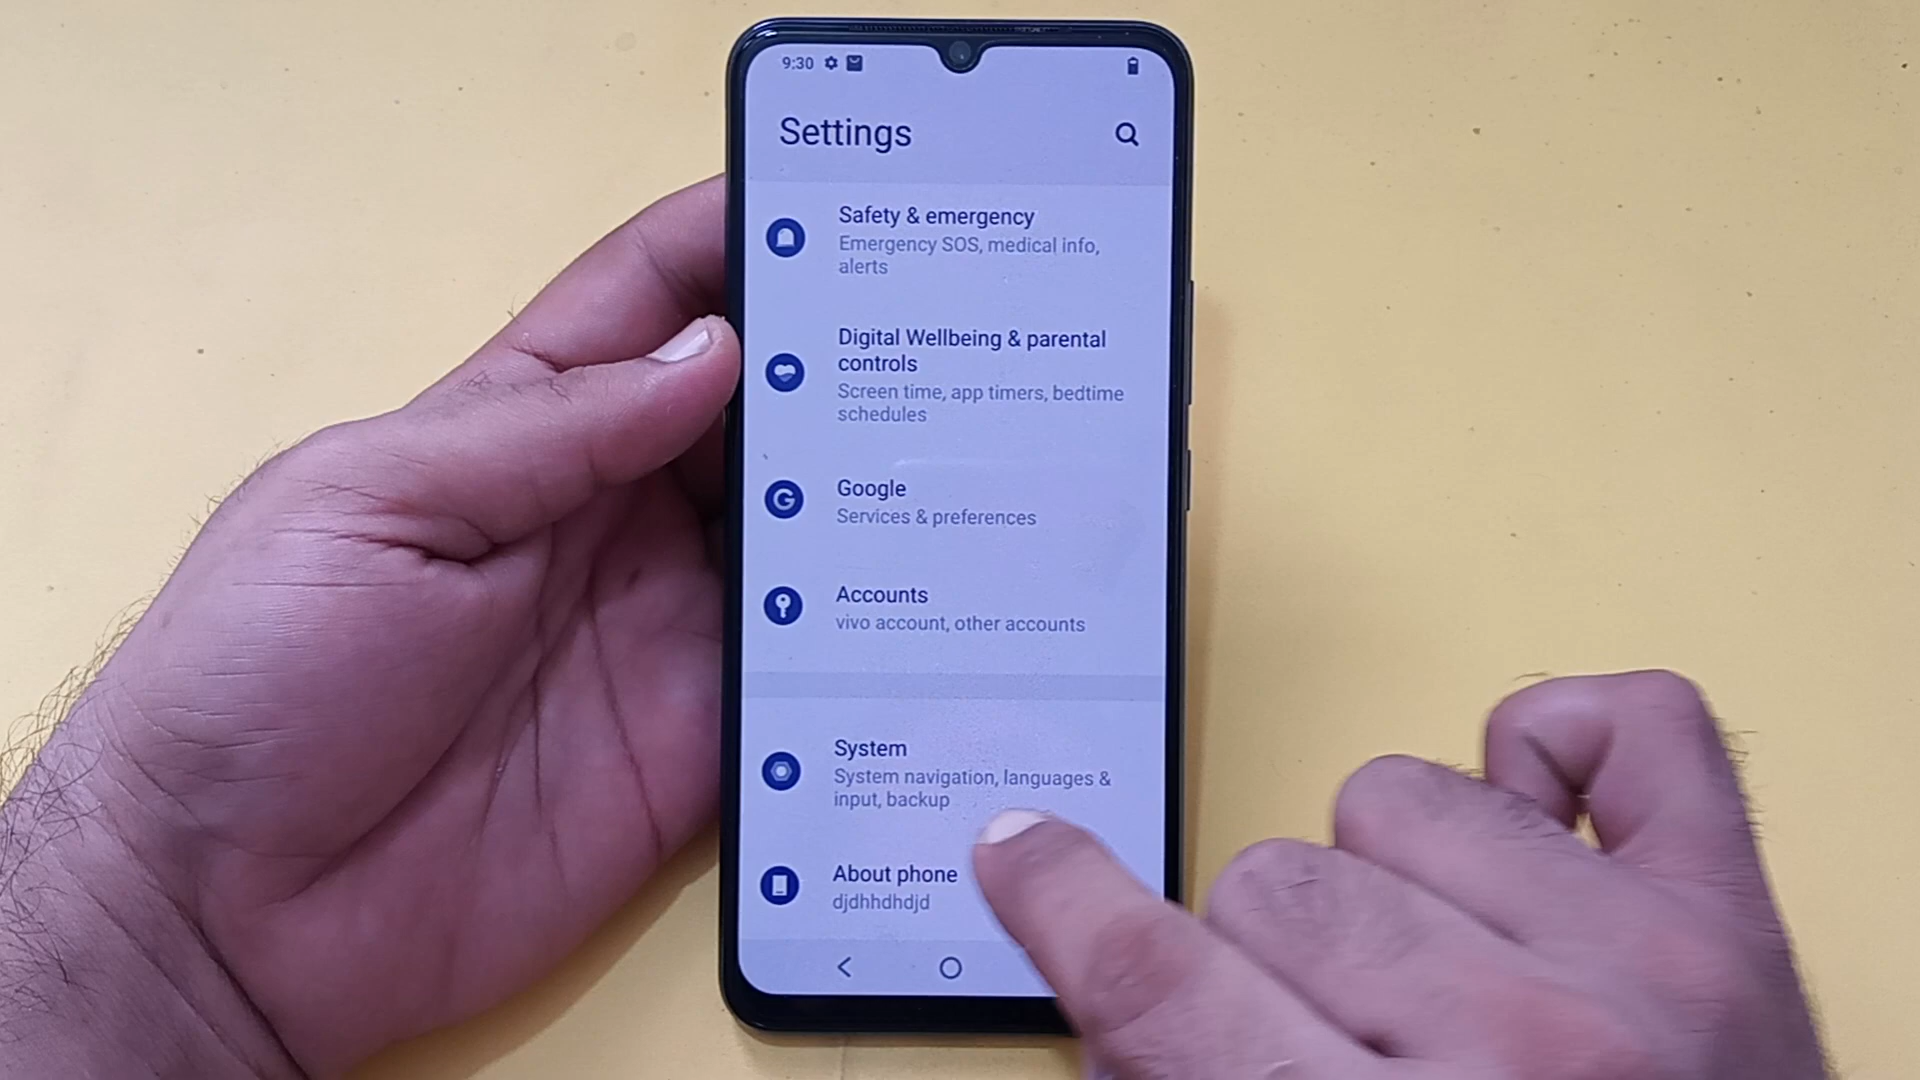 9:30
Settings
Safety & emergency
Emergency SOS, medical info,
alerts
Digital Wellbeing & parental
controls
Screen time, app timers, bedtime
schedules
Google
Services & preferences
Accounts
vivo account, other accounts
System
System navigation, languages &
input, backup
About phone
djdhhdhdjd